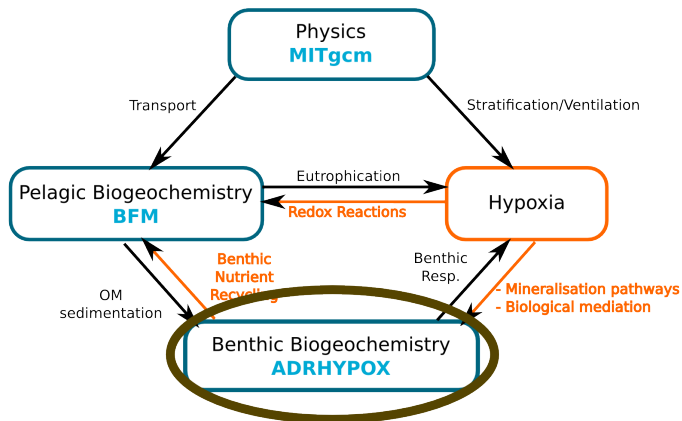 Physics
MITgcm
Transport
Stratification/Ventilation
Pelagic Biogeochemistry
BFM
Eutrophication
Redox Reactions
Hypoxia
Benthic
Nutrient
Recycling
Benthic
Resp.
OM
sedimentation
- Mineralisation pathways
- Biological mediation
Benthic Biogeochemistry
ADRHYPOX